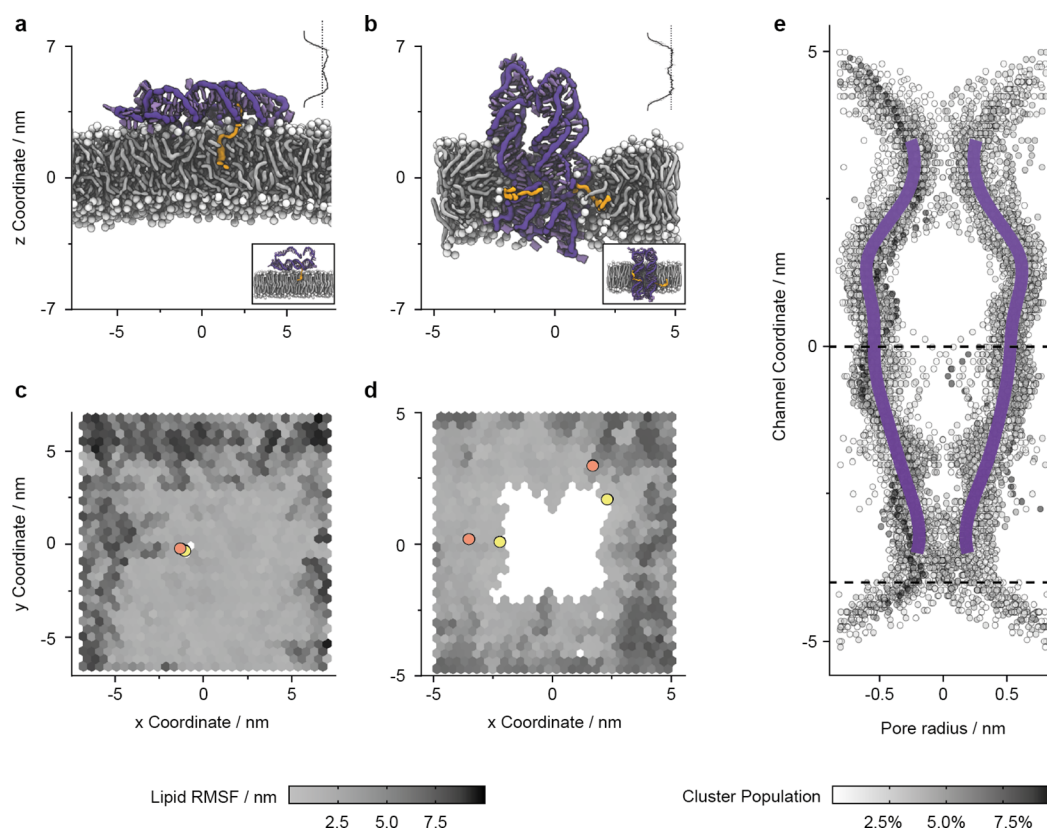 a
b
e
7
0
-7
z Coordinate / nm
-5
0
5
7
0
-7
-5
0
5
c
d
5
0
-5
y Coordinate / nm
-5
0
5
x Coordinate / nm
5
0
-5
-5
0
5
x Coordinate / nm
5
0
-5
Channel Coordinate / nm
-0.5
0
0.5
Pore radius / nm
Lipid RMSF / nm
2.5
5.0
7.5
Cluster Population
2.5%
5.0%
7.5%